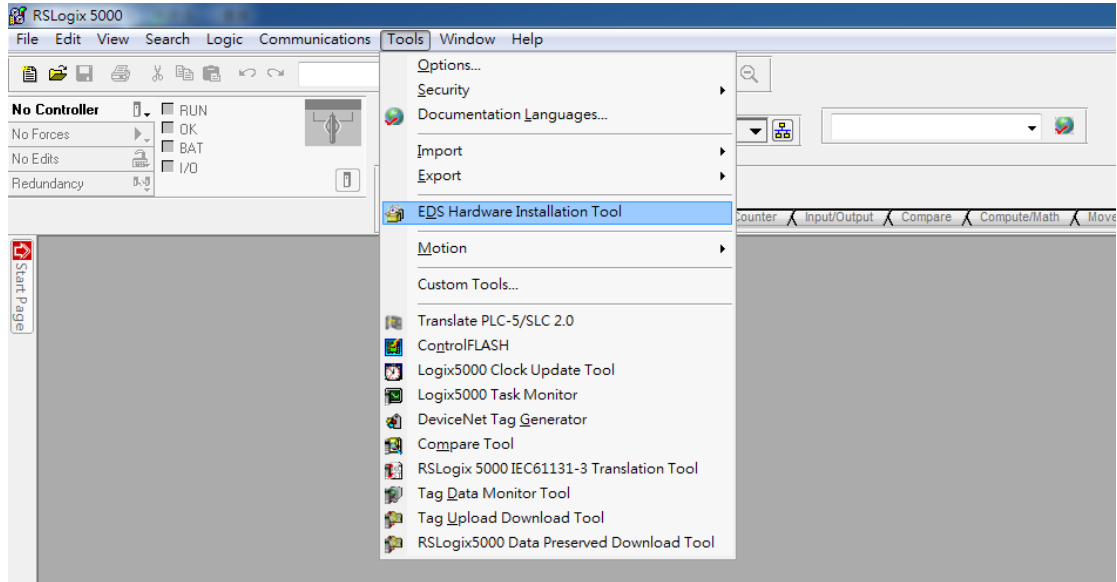 RSLogix 5000
File Edit View Search Logic Communications Tools Window Help
No Controller
RUN
No Forces
OK
No Edits
BAT
Redundancy
I/O
Options...
Security
Documentation Languages...
Import
Export
EDS Hardware Installation Tool
Motion
Custom Tools...
Translate PLC-5/SLC 2.0
ControlFLASH
Logix5000 Clock Update Tool
Logix5000 Task Monitor
DeviceNet Tag Generator
Compare Tool
RSLogix 5000 IEC61131-3 Translation Tool
Tag Data Monitor Tool
Tag Upload Download Tool
RSLogix5000 Data Preserved Download Tool
Input/Output Compare Compute/Math Move
Start Page